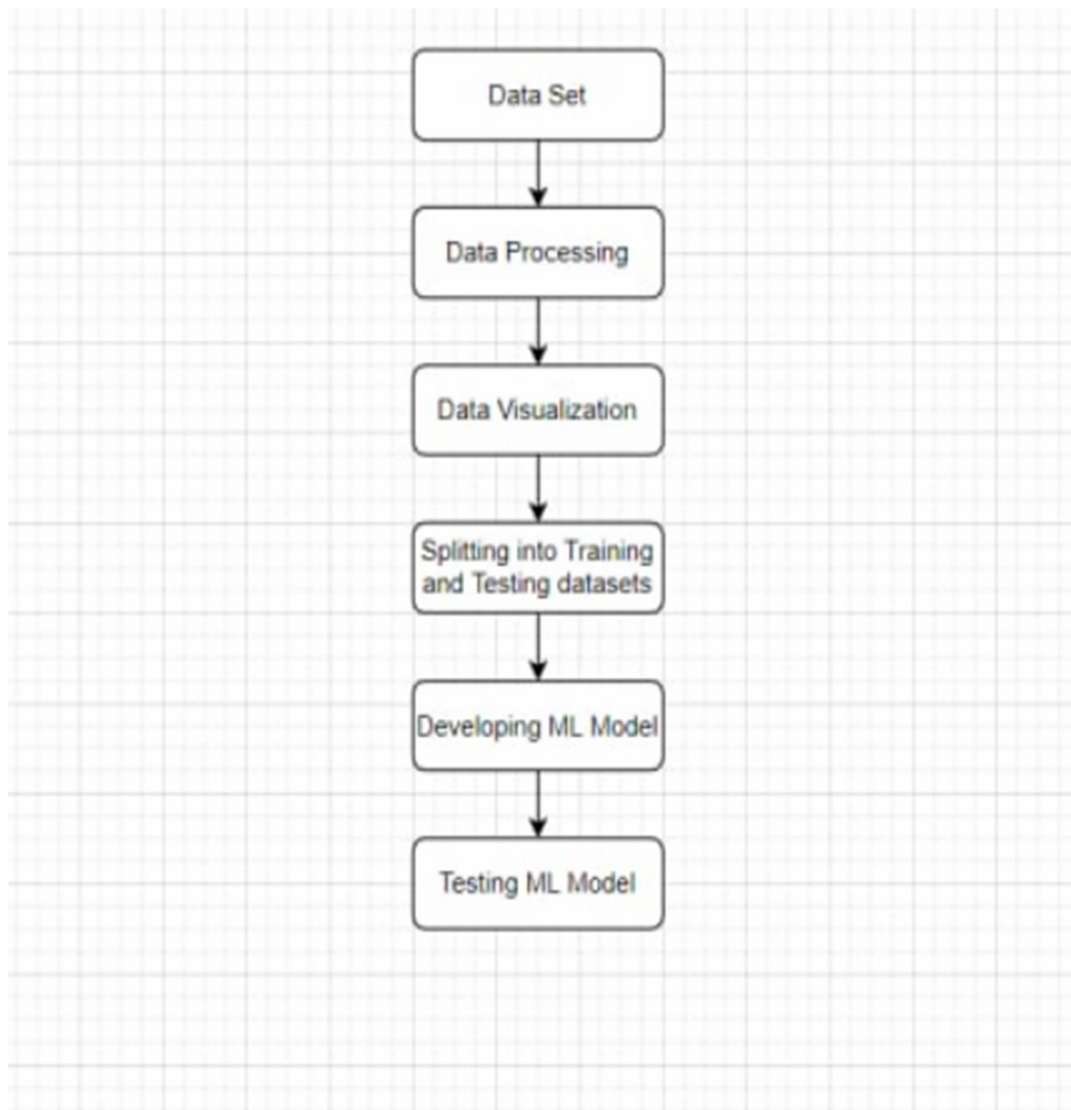 Data Set
Data Processing
Data Visualization
Splitting into Training
and Testing datasets
Developing ML Model
Testing ML Model